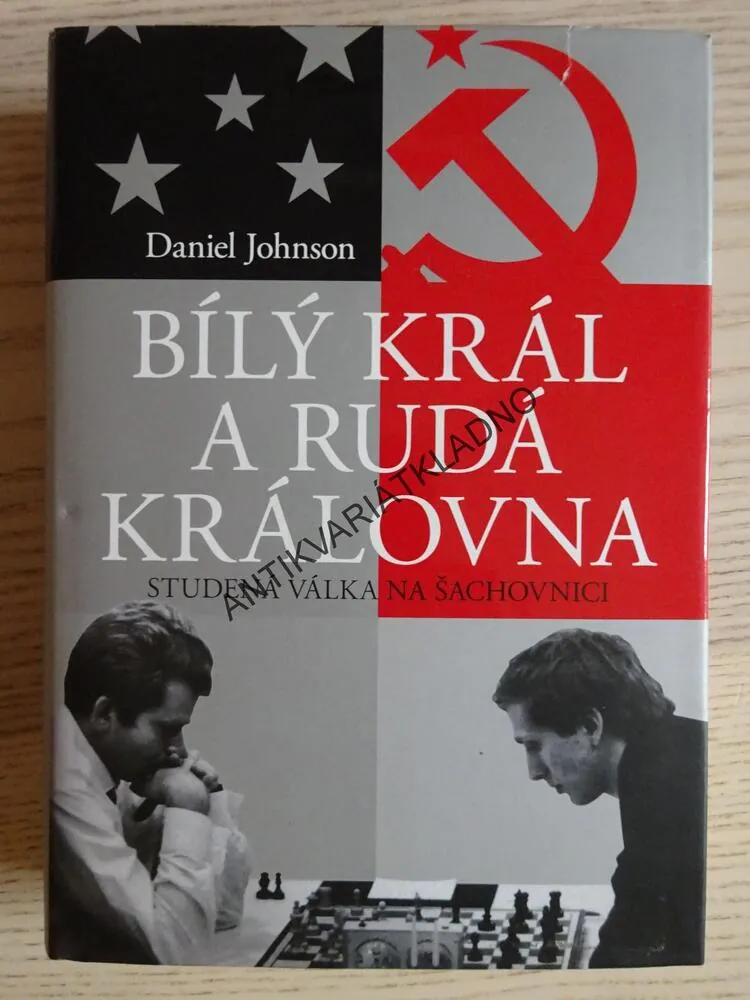 Daniel Johnson
BÍLÝ KRÁL
A RUDÁ
KRÁLOVNA
STUDENÁ VÁLKA NA ŠACHOVNICI
ANTIKVARIÁTKLADNO